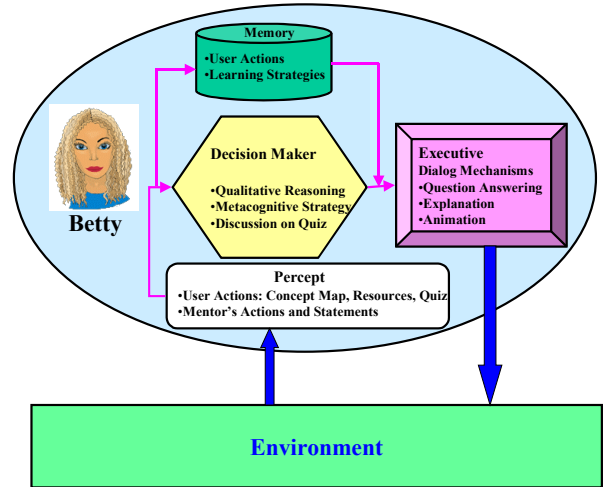 Memory
•User Actions
•Learning Strategies
Betty
Decision Maker
•Qualitative Reasoning
•Metacognitive Strategy
•Discussion on Quiz
Executive
Dialog Mechanisms
•Question Answering
•Explanation
•Animation
Percept
•User Actions: Concept Map, Resources, Quiz
•Mentor’s Actions and Statements
Environment